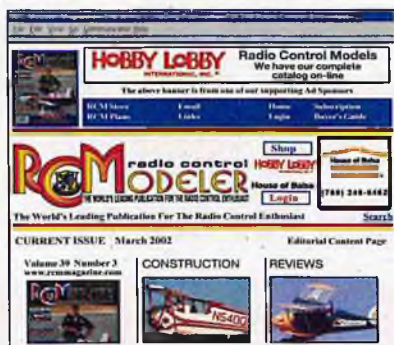 HOBBY LOBBY
INTERNATIONAL, INC.
Radio Control Models
We have our complete
catalog on-line
The above banner is from one of our supporting Ad Sponsors
RCM Store Email Home Subscription
RCM Plans Links Login Buyer's Guide
RCM
radio control
MODELER
THE WORLD'S LEADING PUBLICATION FOR THE RADIO CONTROL ENTHUSIAST
Shop
HOBBY LOBBY
House of Balsa
Login
House of Balsa
The World's Leading Publication For The Radio Control Enthusiast
Search
CURRENT ISSUE March 2002
Editorial Content Page
Volume 39 Number 3
www.rcmmagazine.com
CONSTRUCTION
REVIEWS
RCM
N5400